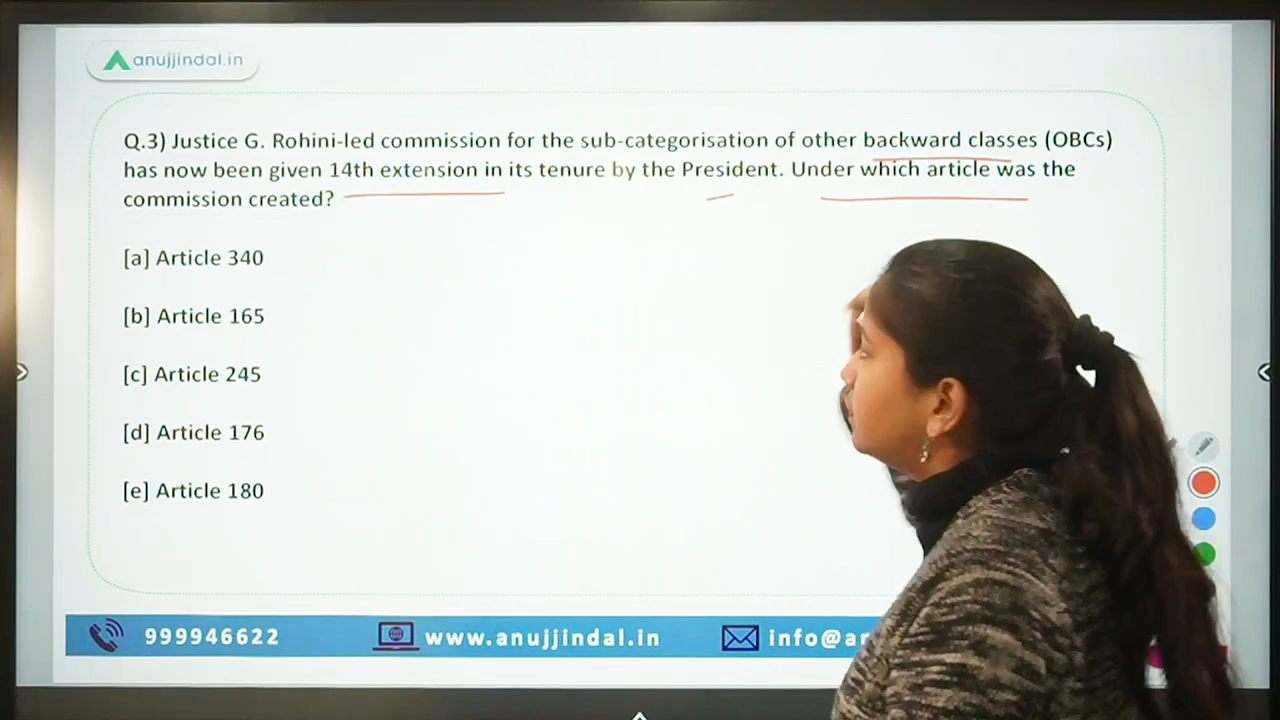 anujjindal.in
Q.3) Justice G. Rohini-led commission for the sub-categorisation of other backward classes (OBCs)
has now been given 14th extension in its tenure by the President. Under which article was the
commission created?
[a] Article 340
[b] Article 165
[c] Article 245
[d] Article 176
[e] Article 180
999946622 www.anujjindal.in